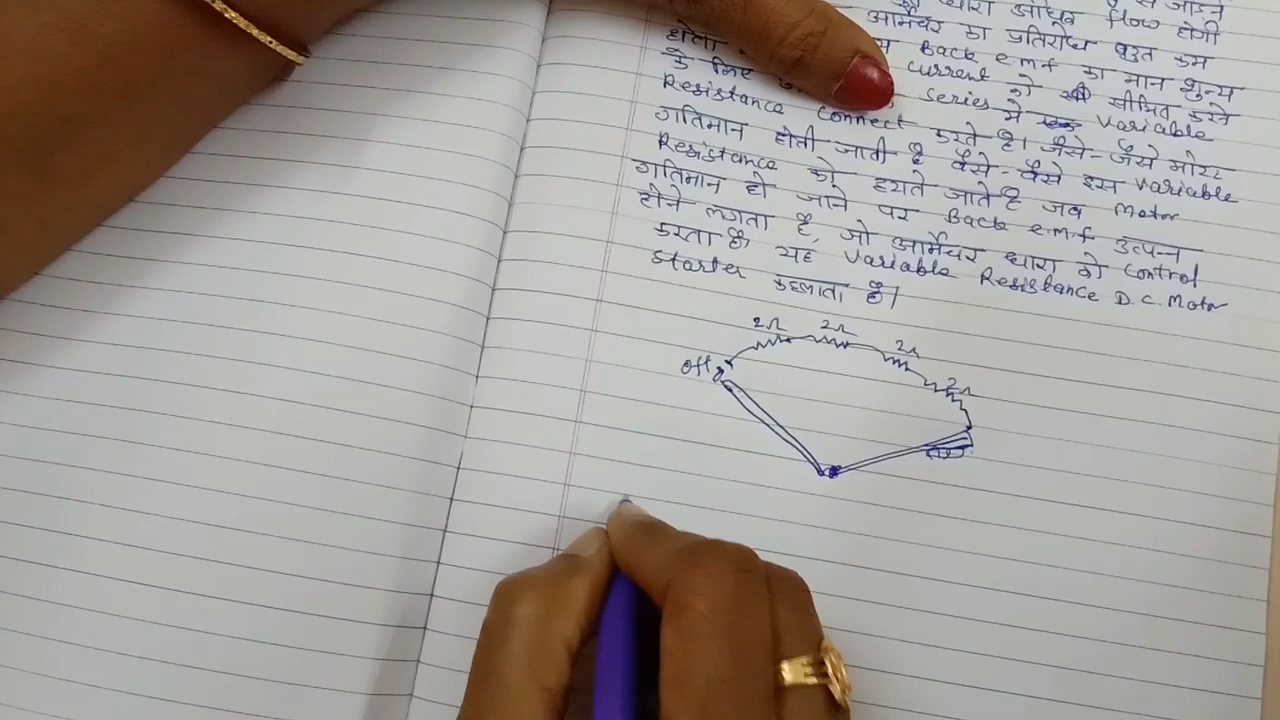 से जोड़ने
धारा अधिक flow होगी
आर्मेचर का प्रतिरोध बहुत कम
होता Back e.m.f का मान शुन्य
के लिए current को सीमित करने
series में variable
Resistance connect करते है। जैसे-जैसे मोटर
गतिमान होती जाती है वैसे-वैसे इस variable
Resistance को हटाते जाते है जब Motor
गतिमान हो जाने पर Back e.m.f उत्पन्न
होने लगता है, जो आर्मेचर धारा को control
करता है, यह variable Resistance D.C. Motor
starter कहलाता है।
2Ω 2Ω 2Ω 2Ω
off